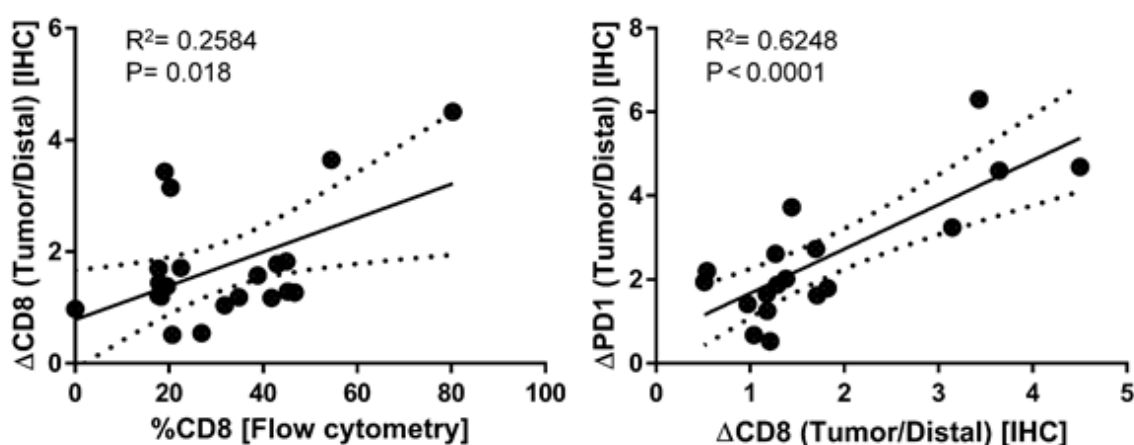 R²= 0.2584
P= 0.018
ΔCD8 (Tumor/Distal) [IHC]
6
4
2
0
0 20 40 60 80 100
%CD8 [Flow cytometry]
R²= 0.6248
P<0.0001
ΔPD1 (Tumor/Distal) [IHC]
8
6
4
2
0
0 1 2 3 4 5
ΔCD8 (Tumor/Distal) [IHC]